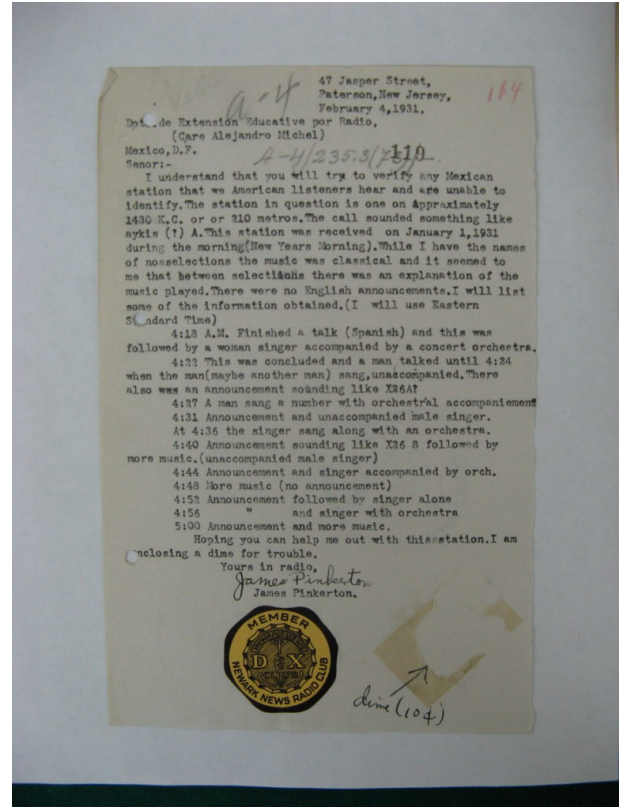 47 Jasper Street,
Paterson,New Jersey,
February 4,1931.
164
a-4
Dpt. de Extensión Educative por Radio,
(Care Alejandro Michel)
Mexico,D.F.
A-4/235.3(73)/
110
Senor:-
I understand that you will try to verify any Mexican
station that we American listeners hear and are unable to
identify.The station in question is one on Appraximately
1430 K.C. or or 210 metros.The call sounded something like
aykis (?) A.This station was received on January 1,1931
during the morning(New Years Morning).While I have the names
of noselections the music was classical and it seemed to
me that between selections there was an explanation of the
music played.There were no English announcements.I will list
some of the information obtained.(I will use Eastern
Standard Time)
4:18 A.M. Finished a talk (Spanish) and this was
followed by a woman singer accompanied by a concert orchestra.
4:22 This was concluded and a man talked until 4:24
when the man(maybe another man) sang,unaccompanied.There
also was an announcement sounding like X26A?
4:27 A man sang a number with orchestral accompaniement
4:31 Announcement and unaccompanied male singer.
At 4:36 the singer sang along with an orchestra.
4:40 Announcement sounding like X26 8 followed by
more music.(unaccompanied male singer)
4:44 Announcement and singer accompanied by orch.
4:48 More music (no announcement)
4:52 Announcement followed by singer alone
4:56 " and singer with orchestra
5:00 Announcement and more music.
Hoping you can help me out with this station.I am
enclosing a dime for trouble.
Yours in radio,
James Pinkerton
James Pinkerton.
MEMBER
DX
CLUB
NEWARK NEWS RADIO CLUB
dime (10¢)